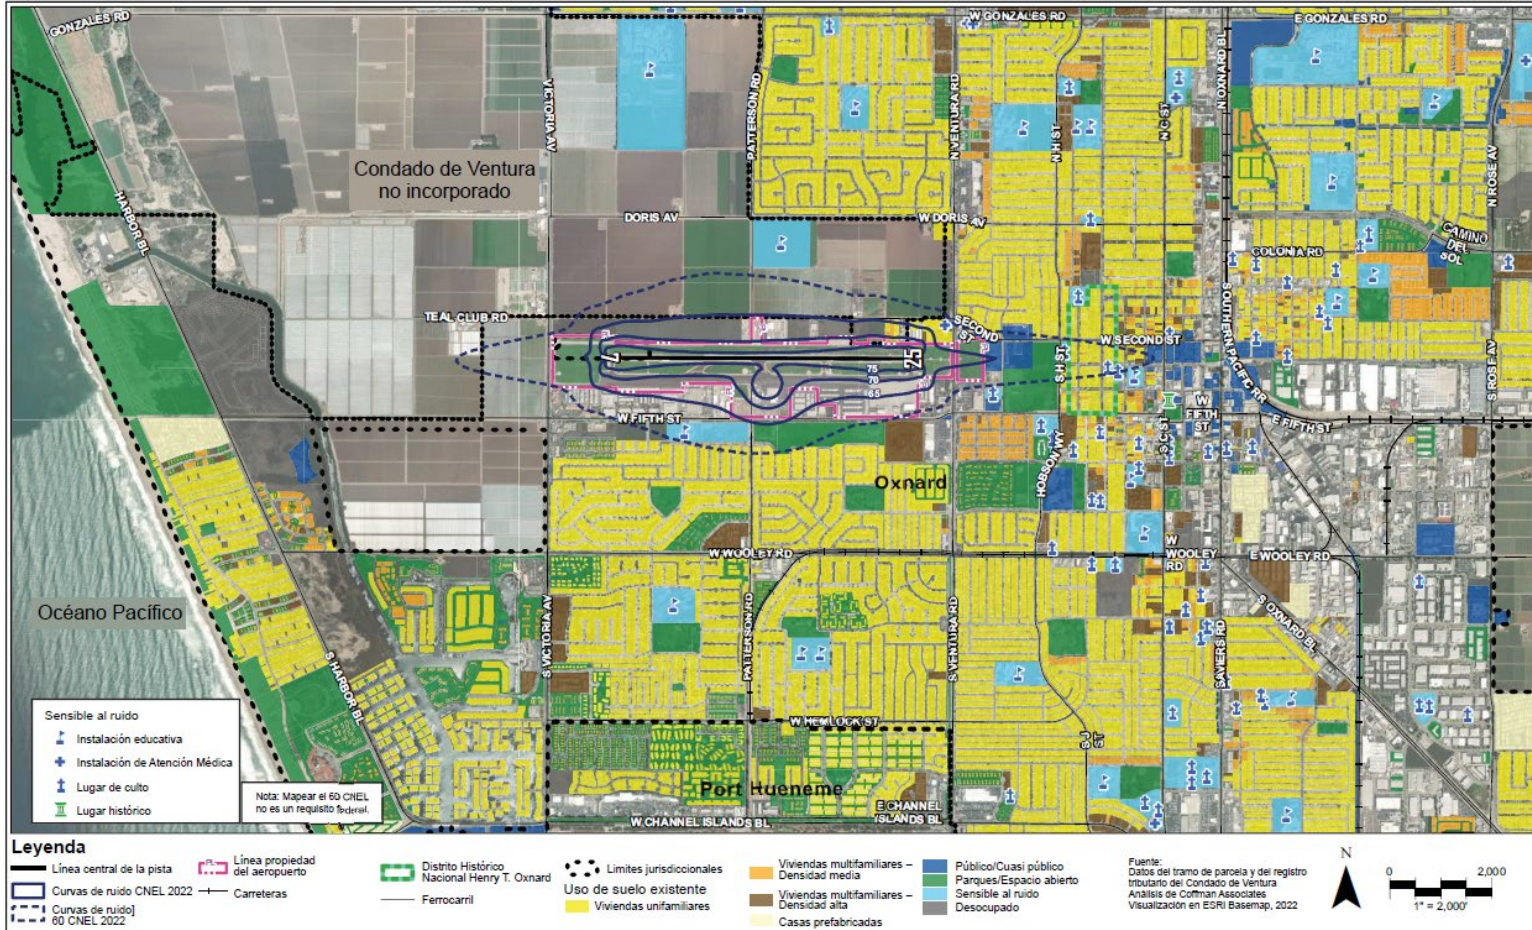 GONZALES RD
W GONZALES RD
E GONZALES RD
VICTORIA AV
PATTERSON RD
N VENTURA RD
N H ST
N C ST
N OXNARD BL
N ROSE AV
Condado de Ventura
no incorporado
HARBOR BL
DORIS AV
W DORIS AV
CAMINO
DEL
SOL
COLONIA RD
TEAL CLUB RD
SECOND
ST
W SECOND ST
S H ST
SOUTHERN PACIFIC RR
S ROSE AV
7
25
75
70
65
W FIFTH ST
W
FIFTH
ST
E FIFTH ST
S C ST
HOBSON WY
Oxnard
W WOOLEY RD
W
WOOLEY
RD
E WOOLEY RD
Océano Pacífico
S VICTORIA AV
PATTERSON RD
S VENTURA RD
S OXNARD BL
SAVIERS RD
S HARBOR BL
W HEMLOCK ST
S J
ST
Port Hueneme
E CHANNEL
ISLANDS BL
W CHANNEL ISLANDS BL
Sensible al ruido
Instalación educativa
Instalación de Atención Médica
Lugar de culto
Lugar histórico
Nota: Mapear el 60 CNEL
no es un requisito federal.
Leyenda
Línea central de la pista
Curvas de ruido CNEL 2022
Curvas de ruido]
60 CNEL 2022
Línea propiedad
del aeropuerto
Carreteras
Distrito Histórico
Nacional Henry T. Oxnard
Ferrocarril
Limites jurisdiccionales
Uso de suelo existente
Viviendas unifamiliares
Viviendas multifamiliares –
Densidad media
Viviendas multifamiliares –
Densidad alta
Casas prefabricadas
Público/Cuasi público
Parques/Espacio abierto
Sensible al ruido
Desocupado
Fuente:
Datos del tramo de parcela y del registro
tributario del Condado de Ventura
Análisis de Coffman Associates
Visualización en ESRI Basemap, 2022
N
0 2,000
1" = 2,000'